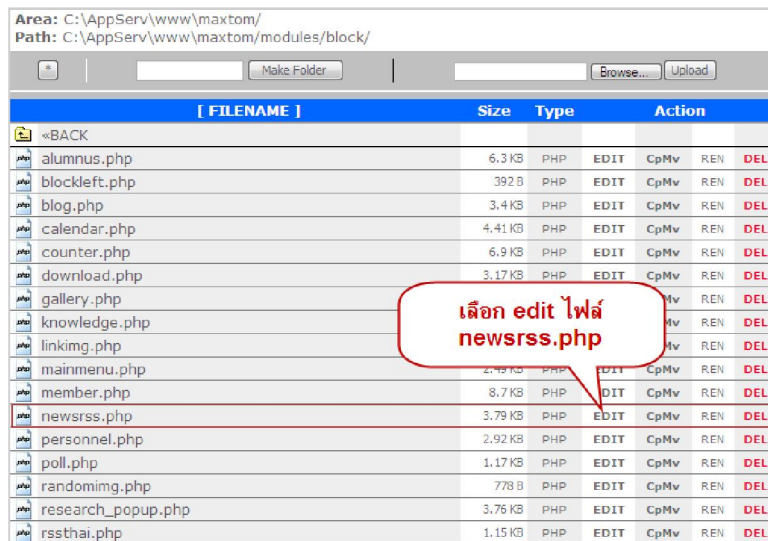 Area: C:\AppServ\www\maxtom/
Path: C:\AppServ\www\maxtom/modules/block/
* Make Folder Browse... Upload
[ FILENAME ] Size Type Action
«BACK
alumnus.php 6.3 KB PHP EDIT CpMv REN DEL
blockleft.php 392 B PHP EDIT CpMv REN DEL
blog.php 3.4 KB PHP EDIT CpMv REN DEL
calendar.php 4.41 KB PHP EDIT CpMv REN DEL
counter.php 6.9 KB PHP EDIT CpMv REN DEL
download.php 3.17 KB PHP EDIT CpMv REN DEL
gallery.php REN DEL
เลือก edit ไฟล์
knowledge.php REN DEL
newsrss.php
linkimg.php REN DEL
mainmenu.php 2.49 KB PHP EDIT CpMv REN DEL
member.php 8.7 KB PHP EDIT CpMv REN DEL
newsrss.php 3.79 KB PHP EDIT CpMv REN DEL
personnel.php 2.92 KB PHP EDIT CpMv REN DEL
poll.php 1.17 KB PHP EDIT CpMv REN DEL
randomimg.php 778 B PHP EDIT CpMv REN DEL
research_popup.php 3.76 KB PHP EDIT CpMv REN DEL
rssthai.php 1.15 KB PHP EDIT CpMv REN DEL